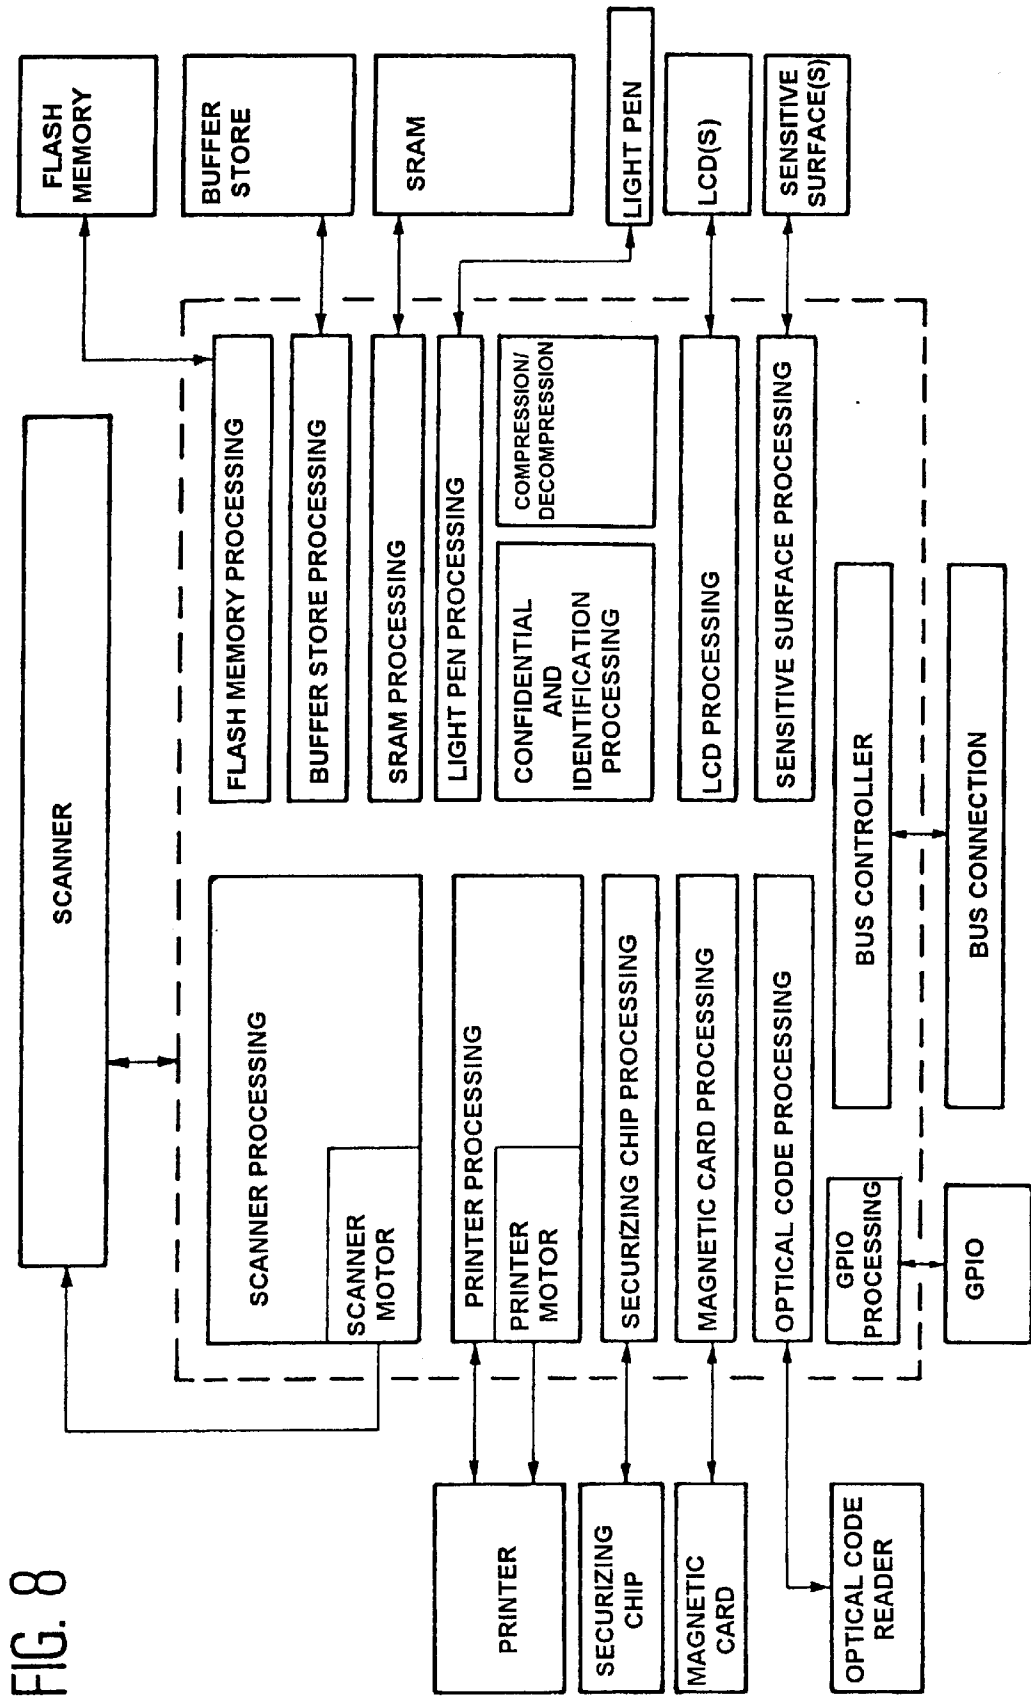 FIG. 8
SCANNER
FLASH
MEMORY
BUFFER
STORE
SRAM
LIGHT PEN
LCD(S)
SENSITIVE
SURFACE(S)
SCANNER PROCESSING
SCANNER
MOTOR
PRINTER PROCESSING
PRINTER
MOTOR
SECURIZING CHIP PROCESSING
MAGNETIC CARD PROCESSING
OPTICAL CODE PROCESSING
GPIO
PROCESSING
FLASH MEMORY PROCESSING
BUFFER STORE PROCESSING
SRAM PROCESSING
LIGHT PEN PROCESSING
CONFIDENTIAL
AND
IDENTIFICATION
PROCESSING
COMPRESSION/
DECOMPRESSION
LCD PROCESSING
SENSITIVE SURFACE PROCESSING
BUS CONTROLLER
PRINTER
SECURIZING
CHIP
MAGNETIC
CARD
OPTICAL CODE
READER
GPIO
BUS CONNECTION